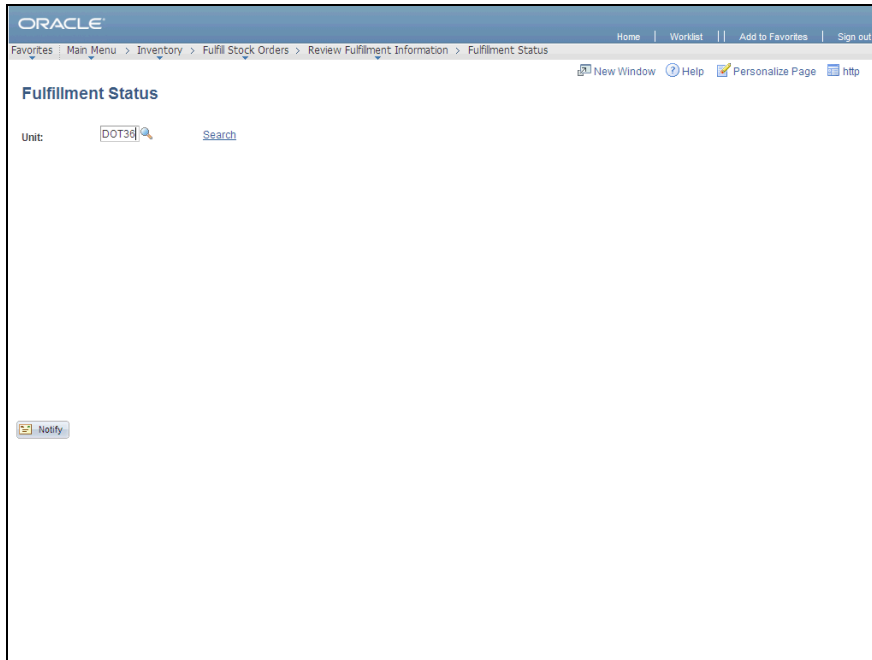 ORACLE
Home | Worklist || Add to Favorites | Sign out
Favorites | Main Menu > Inventory > Fulfill Stock Orders > Review Fulfillment Information > Fulfillment Status
New Window Help Personalize Page http
Fulfillment Status
Unit: DOT36 Search
Notify